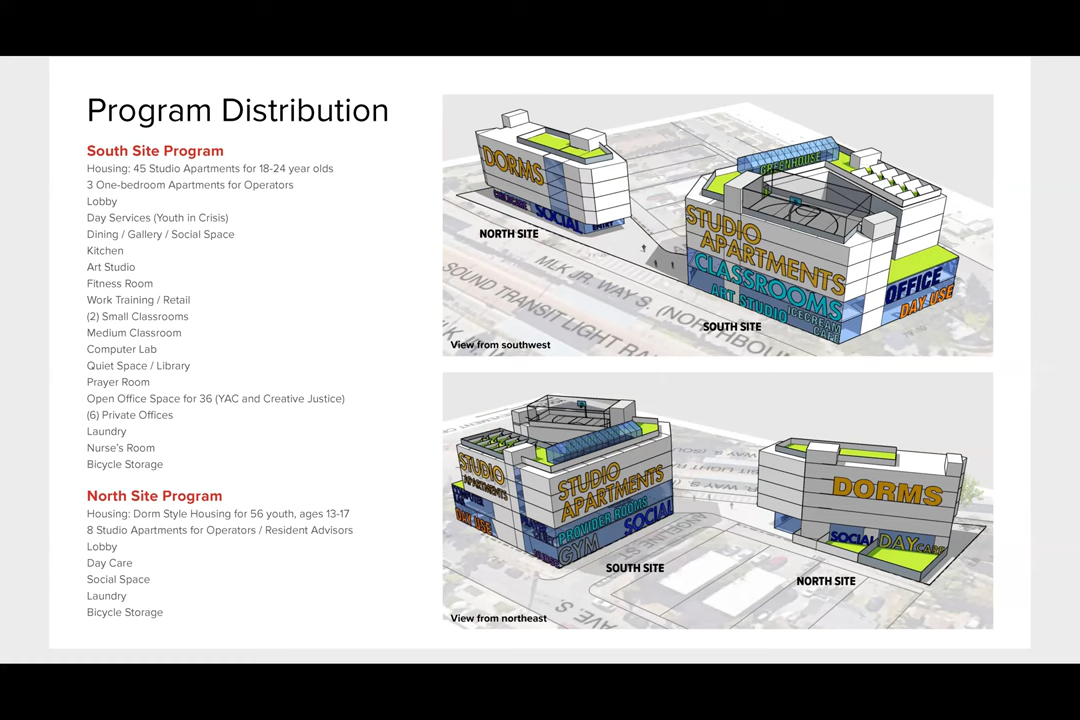 Program Distribution
South Site Program
Housing: 45 Studio Apartments for 18-24 year olds
3 One-bedroom Apartments for Operators
Lobby
Day Services (Youth in Crisis)
Dining / Gallery / Social Space
Kitchen
Art Studio
Fitness Room
Work Training / Retail
(2) Small Classrooms
Medium Classroom
Computer Lab
Quiet Space / Library
Prayer Room
Open Office Space for 36 (YAC and Creative Justice)
(6) Private Offices
Laundry
Nurse's Room
Bicycle Storage
North Site Program
Housing: Dorm Style Housing for 56 youth, ages 13-17
8 Studio Apartments for Operators / Resident Advisors
Lobby
Day Care
Social Space
Laundry
Bicycle Storage
DORMS
CHILDCARE
SOCIAL
ENTRY
NORTH SITE
GREENHOUSE
STUDIO
APARTMENTS
CLASSROOMS
ART STUDIO
ICECREAM
CAFE
OFFICE
DAY USE
SOUTH SITE
MLK JR. WAY S. (NORTHBOU
SOUND TRANSIT LIGHT RA
View from southwest
STUDIO
APARTMENTS
DAY USE
STUDIO
APARTMENTS
PROVIDER ROOMS
SOCIAL
GYM
SOUTH SITE
DORMS
SOCIAL
DAY CARE
NORTH SITE
ANGELINE ST
AVE. S.
View from northeast